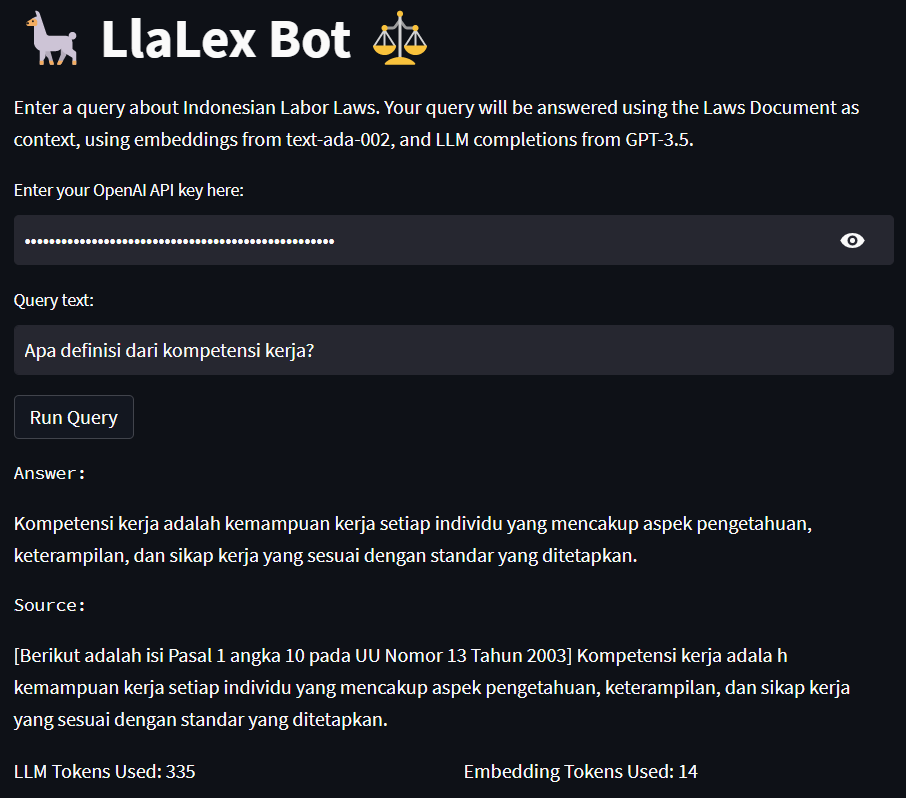 LlaLex Bot
Enter a query about Indonesian Labor Laws. Your query will be answered using the Laws Document as
context, using embeddings from text-ada-002, and LLM completions from GPT-3.5.
Enter your OpenAI API key here:
Query text:
Apa definisi dari kompetensi kerja?
Run Query
Answer:
Kompetensi kerja adalah kemampuan kerja setiap individu yang mencakup aspek pengetahuan,
keterampilan, dan sikap kerja yang sesuai dengan standar yang ditetapkan.
Source:
[Berikut adalah isi Pasal 1 angka 10 pada UU Nomor 13 Tahun 2003] Kompetensi kerja adala h
kemampuan kerja setiap individu yang mencakup aspek pengetahuan, keterampilan, dan sikap kerja
yang sesuai dengan standar yang ditetapkan.
LLM Tokens Used: 335
Embedding Tokens Used: 14